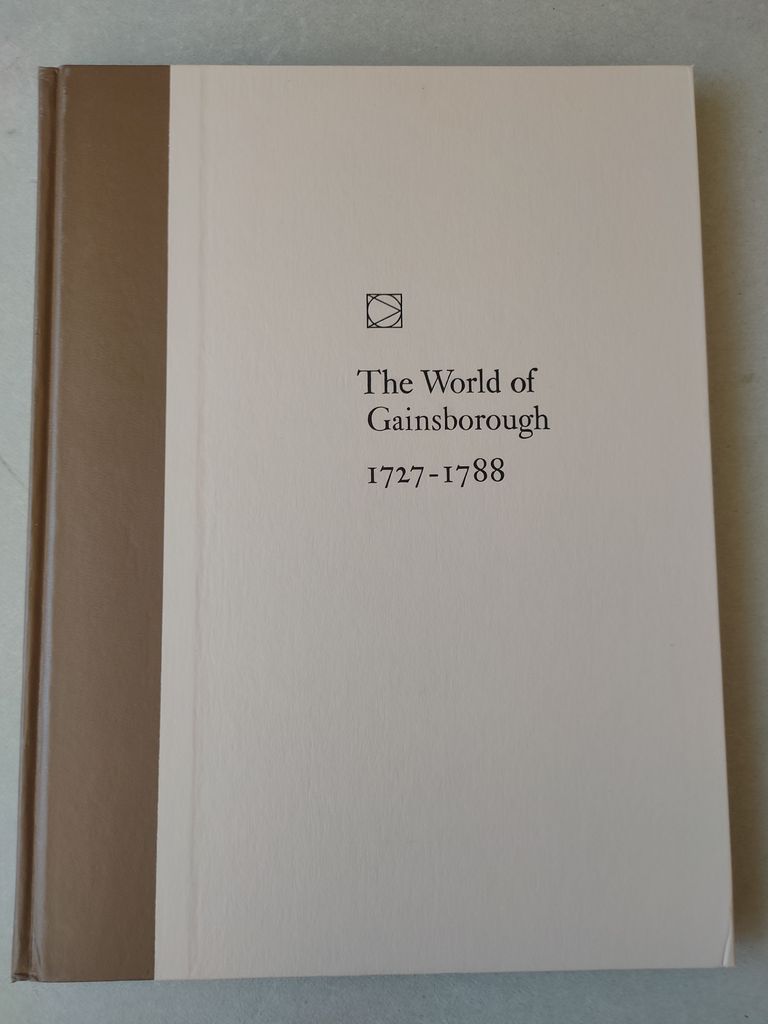 The World of
Gainsborough
1727-1788